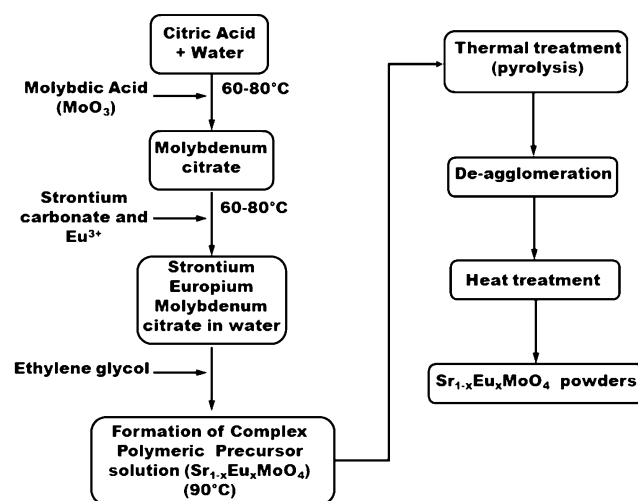 Citric Acid
+ Water
Molybdic Acid
(MoO₃)
60-80°C
Molybdenum
citrate
Strontium
carbonate and
Eu³⁺
60-80°C
Strontium
Europium
Molybdenum
citrate in water
Ethylene glycol
Formation of Complex
Polymeric Precursor
solution (Sr₁₋ₓEuₓMoO₄)
(90°C)
Thermal treatment
(pyrolysis)
De-agglomeration
Heat treatment
Sr₁₋ₓEuₓMoO₄ powders